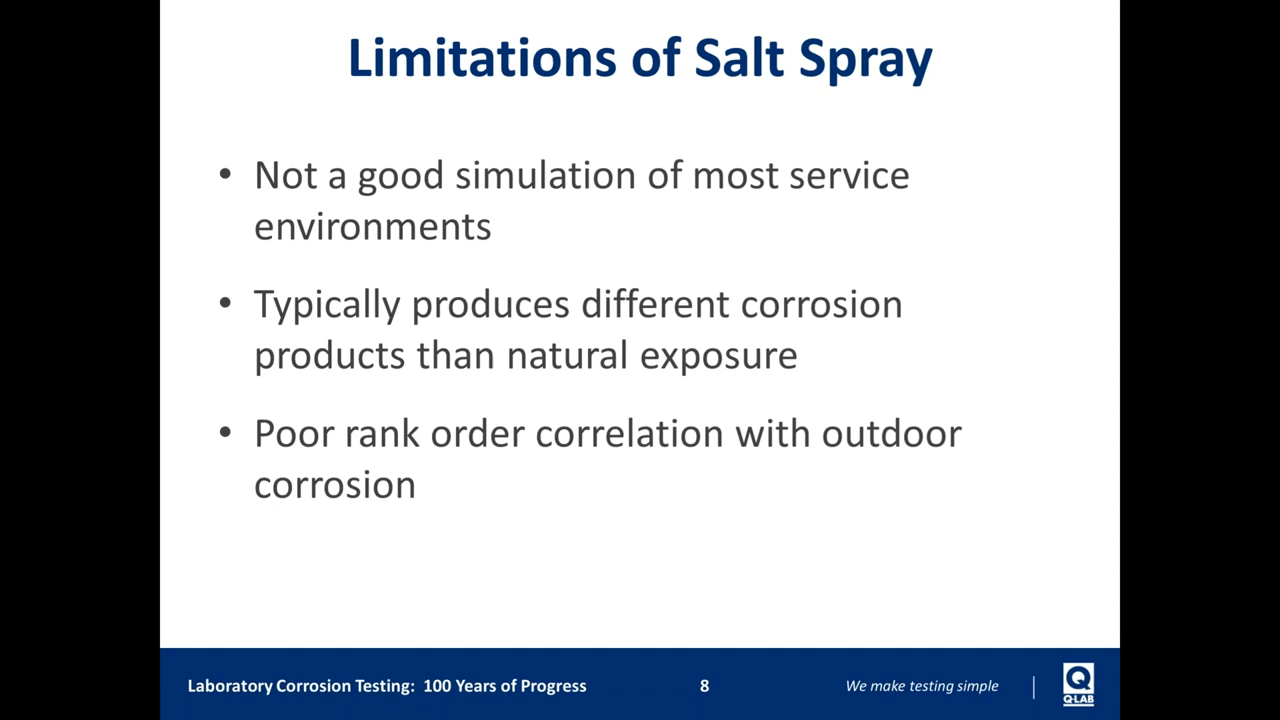 Limitations of Salt Spray
• Not a good simulation of most service
environments
• Typically produces different corrosion
products than natural exposure
• Poor rank order correlation with outdoor
corrosion
Laboratory Corrosion Testing: 100 Years of Progress
8
We make testing simple
Q
Q-LAB